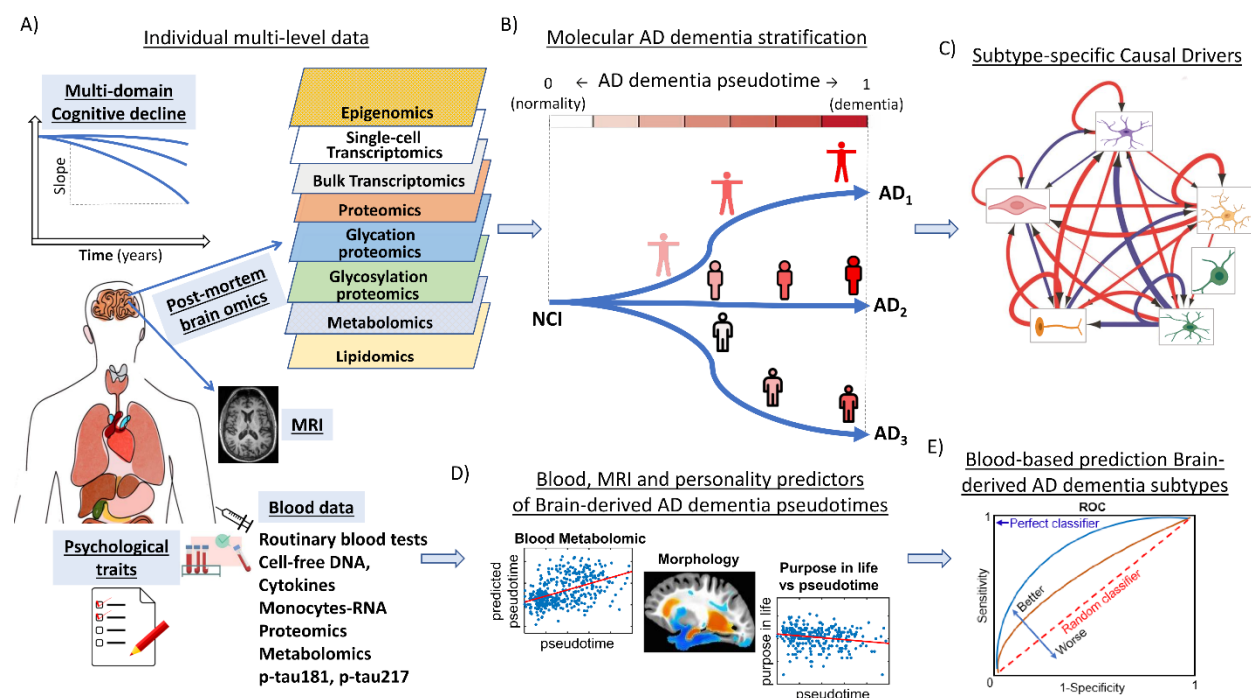 A)
Individual multi-level data
Multi-domain
Cognitive decline
Slope
Time (years)
Epigenomics
Single-cell
Transcriptomics
Bulk Transcriptomics
Proteomics
Glycation
proteomics
Glycosylation
proteomics
Metabolomics
Lipidomics
Post-mortem
brain omics
MRI
Blood data
Routinary blood tests
Cell-free DNA,
Cytokines
Monocytes-RNA
Proteomics
Metabolomics
p-tau181, p-tau217
Psychological
traits
B)
Molecular AD dementia stratification
0 ← AD dementia pseudotime → 1
(normality) (dementia)
NCI
AD1
AD2
AD3
C)
Subtype-specific Causal Drivers
D)
Blood, MRI and personality predictors
of Brain-derived AD dementia pseudotimes
Blood Metabolomic
predicted
pseudotime
pseudotime
Morphology
Purpose in life
vs pseudotime
purpose in life
pseudotime
E)
Blood-based prediction Brain-
derived AD dementia subtypes
ROC
1
←Perfect classifier
Sensitivity
Better
Worse
Random classifier
0
1-Specificity
1